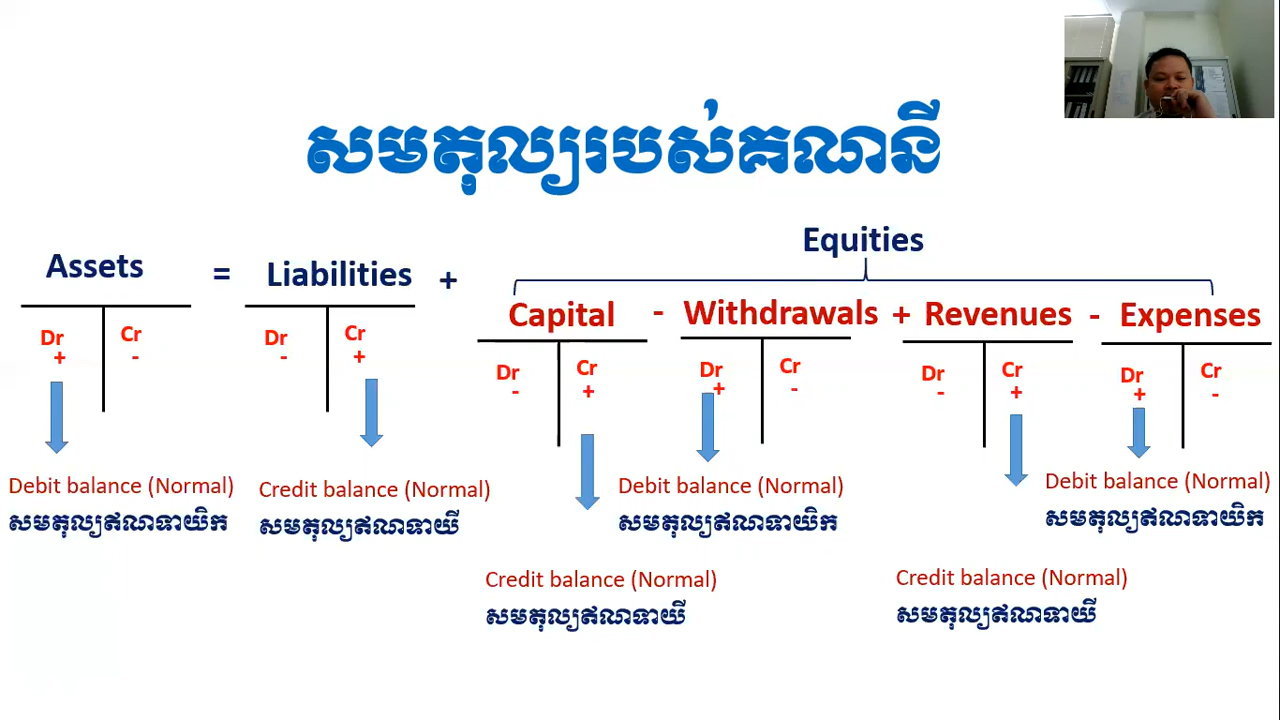 សមតុល្យរបស់គណនី
Equities
Assets = Liabilities +
Capital - Withdrawals + Revenues - Expenses
Dr Cr Dr Cr
+ - - +
Dr Cr Dr Cr Dr Cr Dr Cr
- + + - - + + -
Debit balance (Normal)
សមតុល្យឥណទាយិក
Credit balance (Normal)
សមតុល្យឥណទាយី
Debit balance (Normal)
សមតុល្យឥណទាយិក
Debit balance (Normal)
សមតុល្យឥណទាយិក
Credit balance (Normal)
សមតុល្យឥណទាយី
Credit balance (Normal)
សមតុល្យឥណទាយី